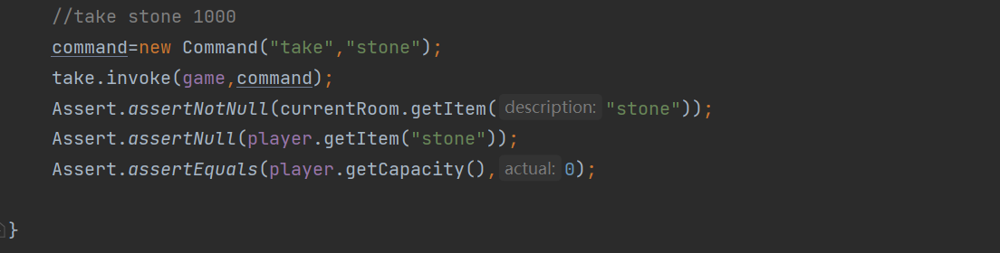 //take stone 1000
command=new Command("take","stone");
take.invoke(game,command);
Assert.assertNotNull(currentRoom.getItem( description: "stone"));
Assert.assertNull(player.getItem("stone"));
Assert.assertEquals(player.getCapacity(), actual: 0);
}